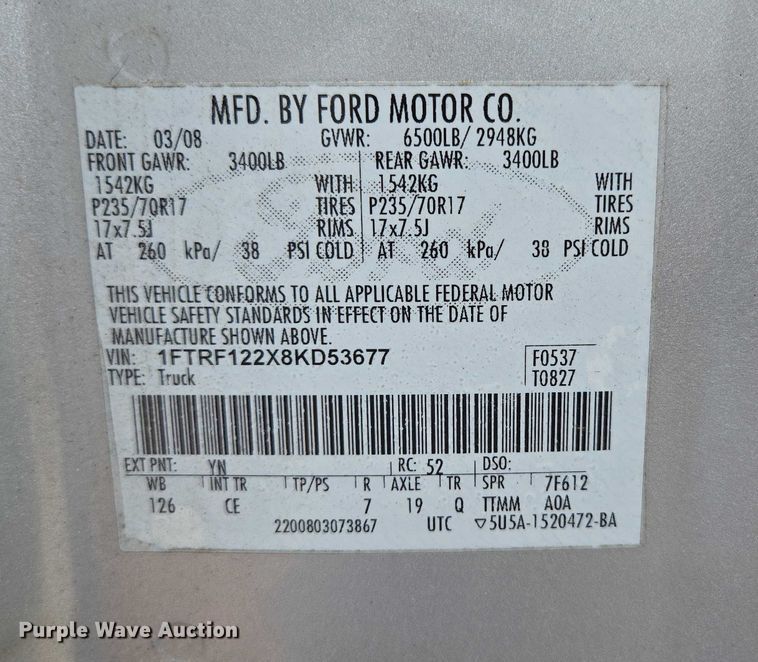 MFD. BY FORD MOTOR CO.
DATE: 03/08 GVWR: 6500LB/ 2948KG
FRONT GAWR: 3400LB REAR GAWR: 3400LB
1542KG WITH 1542KG WITH
P235/70R17 TIRES P235/70R17 TIRES
17x7.5J RIMS 17x7.5J RIMS
AT 260 kPa/ 38 PSI COLD AT 260 kPa/ 38 PSI COLD
THIS VEHICLE CONFORMS TO ALL APPLICABLE FEDERAL MOTOR
VEHICLE SAFETY STANDARDS IN EFFECT ON THE DATE OF
MANUFACTURE SHOWN ABOVE.
VIN: 1FTRF122X8KD53677 F0537
TYPE: Truck T0827
EXT PNT: YN RC: 52 DSO:
WB INT TR TP/PS R AXLE TR SPR 7F612
126 CE 7 19 Q TTMM A0A
2200803073867 UTC ▽5U5A-1520472-BA
Purple Wave Auction